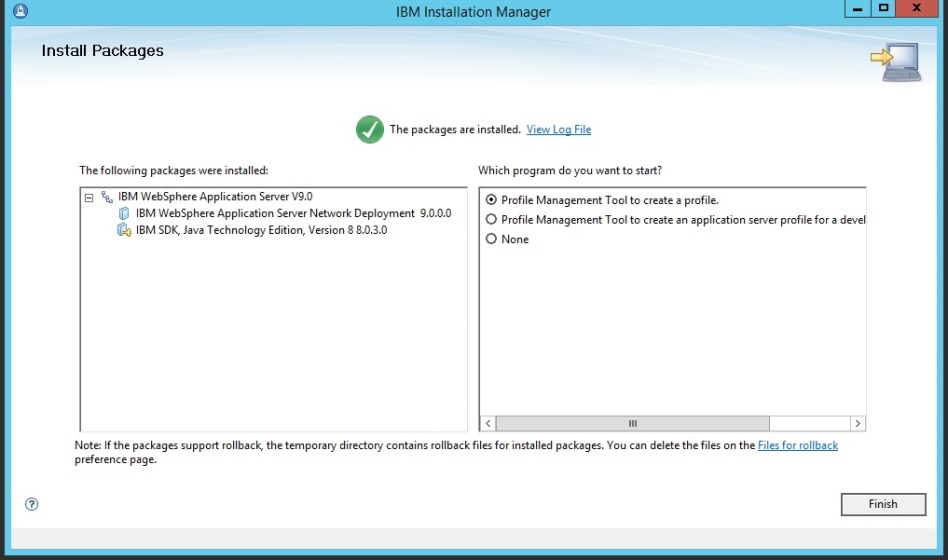 IBM Installation Manager
Install Packages
The packages are installed. View Log File
The following packages were installed:
IBM WebSphere Application Server V9.0
IBM WebSphere Application Server Network Deployment 9.0.0.0
IBM SDK, Java Technology Edition, Version 8 8.0.3.0
Which program do you want to start?
Profile Management Tool to create a profile.
Profile Management Tool to create an application server profile for a devel
None
Note: If the packages support rollback, the temporary directory contains rollback files for installed packages. You can delete the files on the Files for rollback
preference page.
Finish